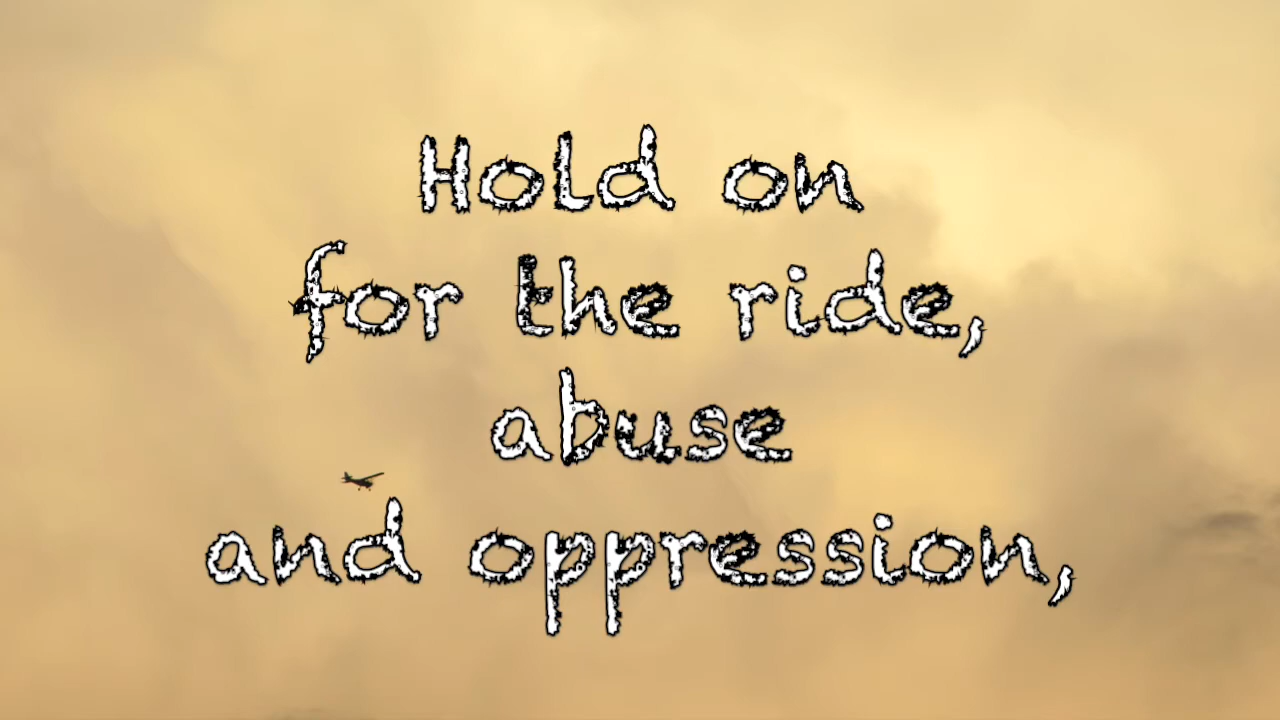 Hold on
for the ride,
abuse
and oppression,